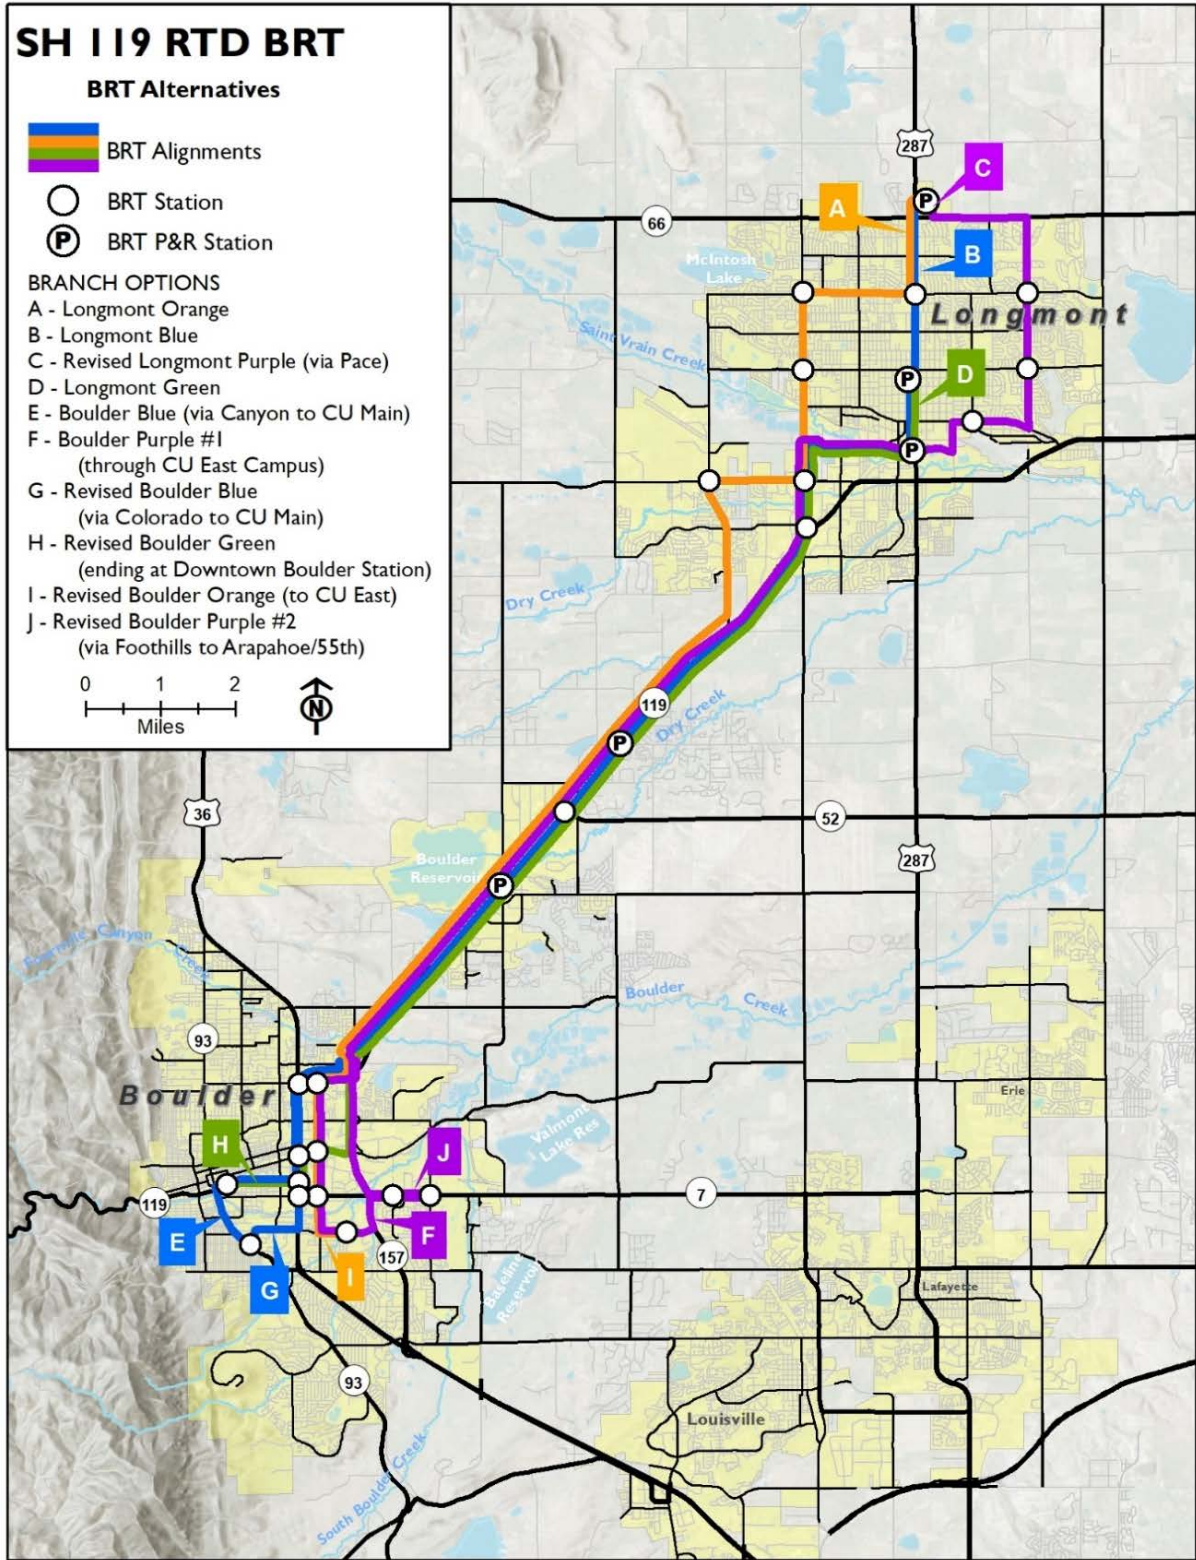 SH 119 RTD BRT
BRT Alternatives
BRT Alignments
BRT Station
P
BRT P&R Station
BRANCH OPTIONS
A - Longmont Orange
B - Longmont Blue
C - Revised Longmont Purple (via Pace)
D - Longmont Green
E - Boulder Blue (via Canyon to CU Main)
F - Boulder Purple #1
(through CU East Campus)
G - Revised Boulder Blue
(via Colorado to CU Main)
H - Revised Boulder Green
(ending at Downtown Boulder Station)
I - Revised Boulder Orange (to CU East)
J - Revised Boulder Purple #2
(via Foothills to Arapahoe/55th)
0 1 2
Miles
N
287
C
P
A
66
B
McIntosh
Lake
Longmont
Saint Vrain Creek
P
D
P
Dry Creek
119
Dry Creek
P
36
52
287
Boulder
Reservoir
P
Fourmile Canyon
Creek
Boulder Creek
93
Boulder
Erie
Valmont
Lake Res
H
J
119
7
E
F
157
G
I
Baseline
Reservoir
Lafayette
93
Louisville
South Boulder Creek